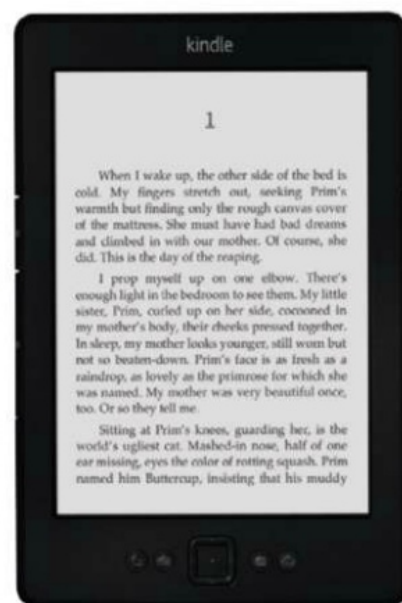 kindle
1
When I wake up, the other side of the bed is
cold. My fingers stretch out, seeking Prim's
warmth but finding only the rough canvas cover
of the mattress. She must have had bad dreams
and climbed in with our mother. Of course, she
did. This is the day of the reaping.
I prop myself up on one elbow. There's
enough light in the bedroom to see them. My little
sister, Prim, curled up on her side, cocooned in
my mother's body, their cheeks pressed together.
In sleep, my mother looks younger, still worn but
not so beaten-down. Prim's face is as fresh as a
raindrop, as lovely as the primrose for which she
was named. My mother was very beautiful once,
too. Or so they tell me.
Sitting at Prim's knees, guarding her, is the
world's ugliest cat. Mashed-in nose, half of one
ear missing, eyes the color of rotting squash. Prim
named him Buttercup, insisting that his muddy